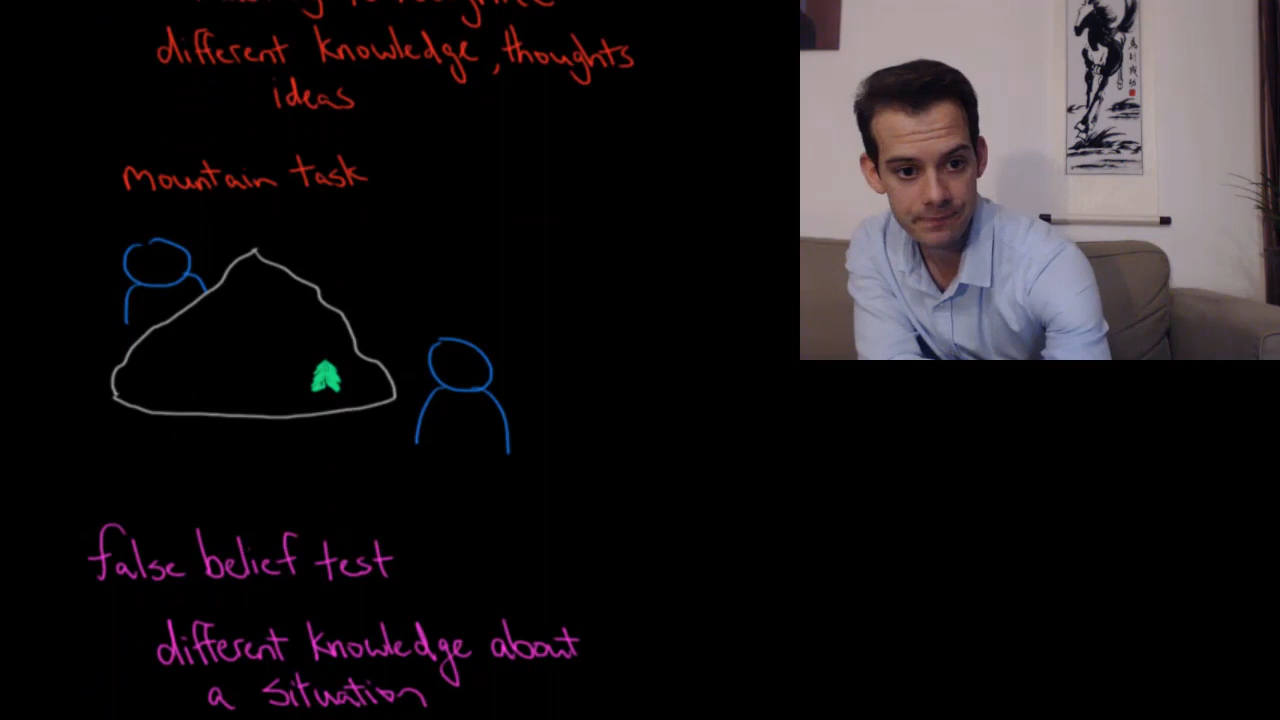 different knowledge, thoughts
ideas
mountain task
false belief test
different knowledge about
a situation